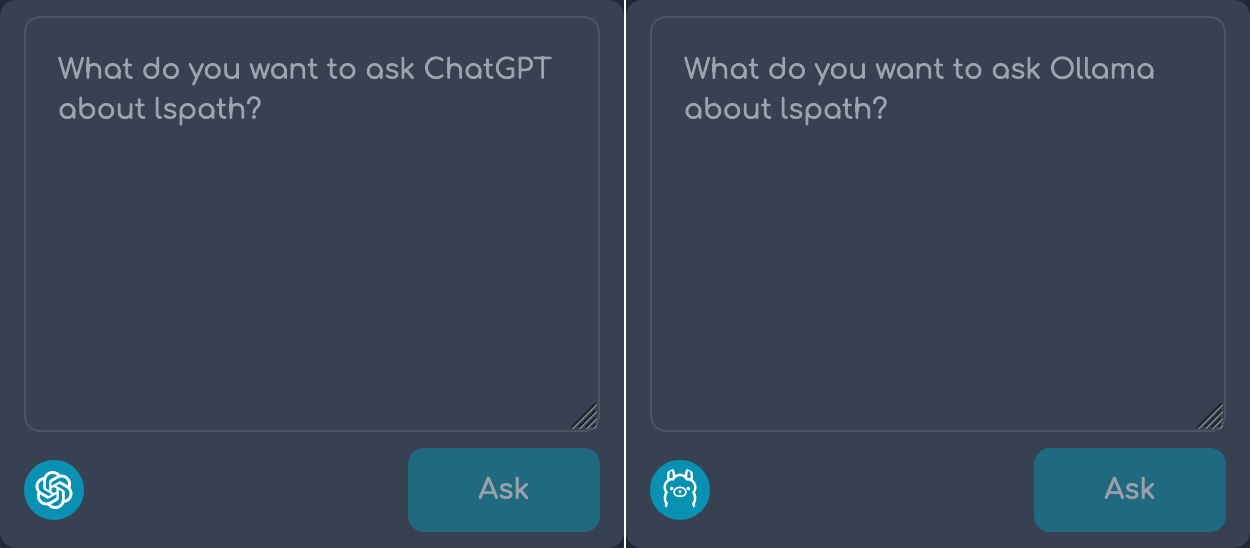 What do you want to ask ChatGPT
about lspath?
Ask
What do you want to ask Ollama
about lspath?
Ask